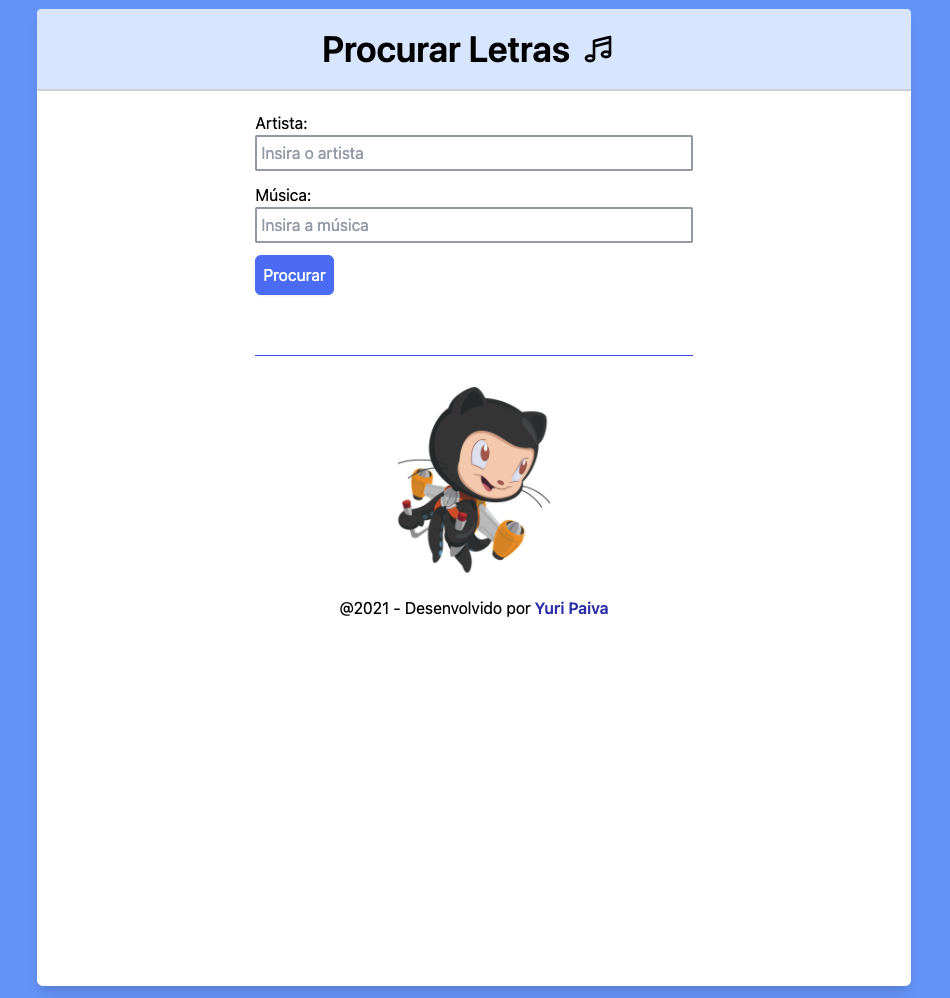 Procurar Letras
Artista:
Insira o artista
Música:
Insira a música
Procurar
@2021 - Desenvolvido por Yuri Paiva